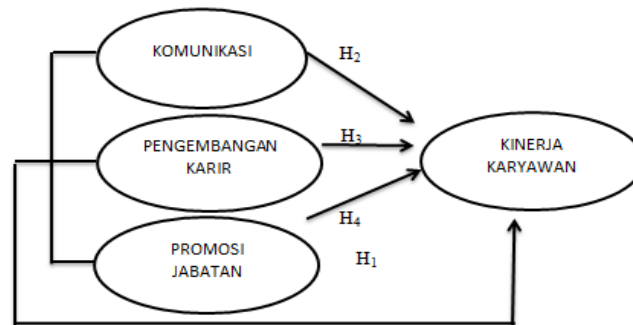 KOMUNIKASI
H2
PENGEMBANGAN
KARIR
H3
KINERJA
KARYAWAN
H4
PROMOSI
JABATAN
H1